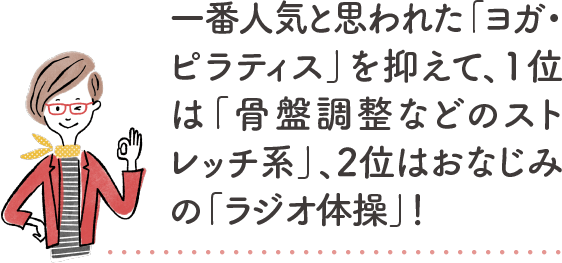 一番人気と思われた「ヨガ・
ピラティス」を抑えて、1位
は「骨盤調整などのスト
レッチ系」、2位はおなじみ
の「ラジオ体操」！